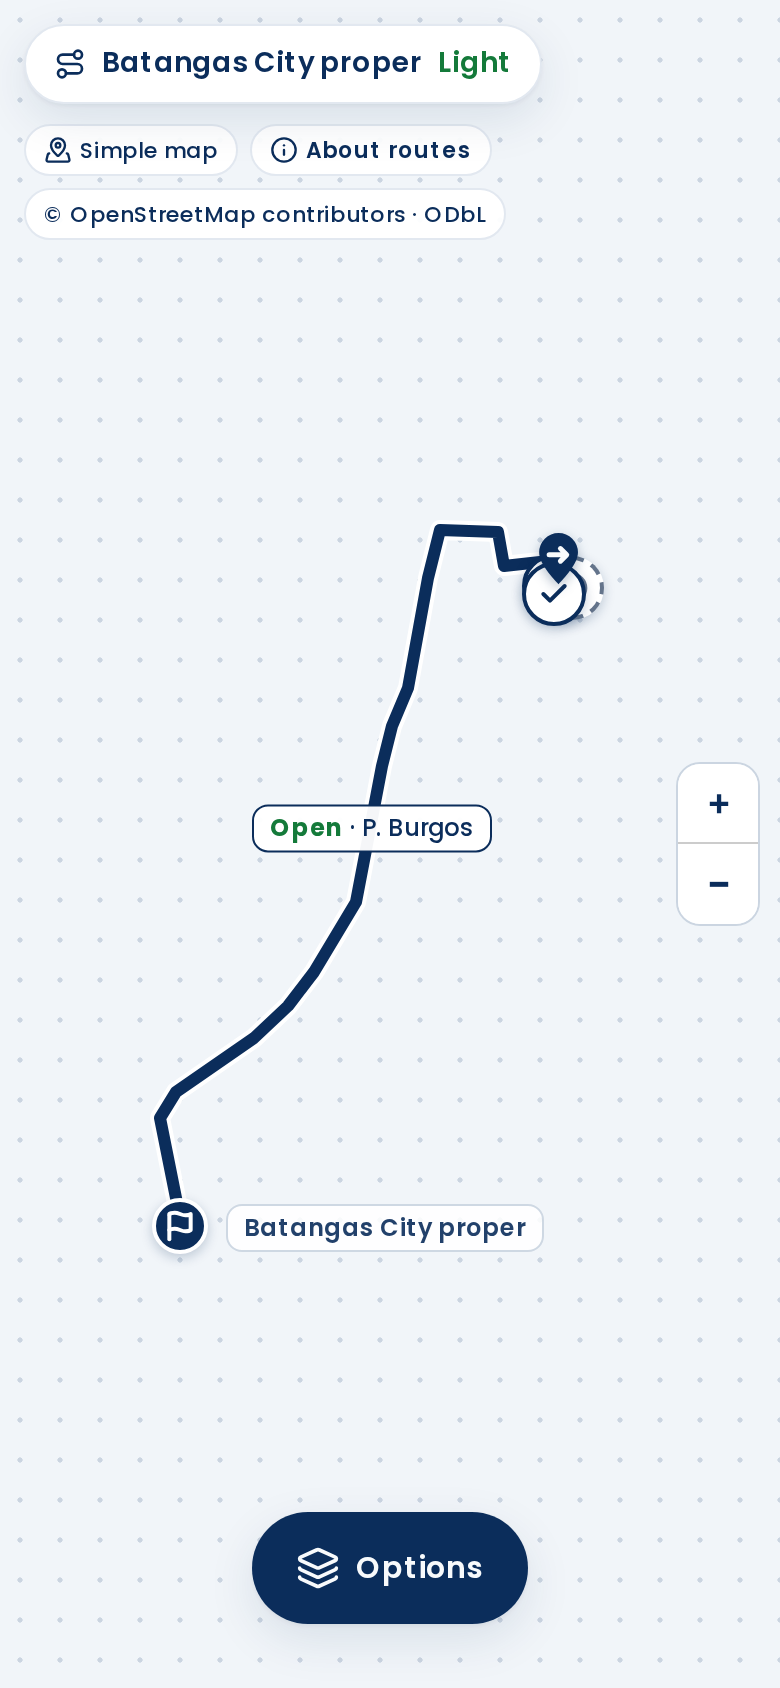 Batangas City proper Light
Simple map
About routes
© OpenStreetMap contributors · ODbL
Open · P. Burgos
+
−
Batangas City proper
Options